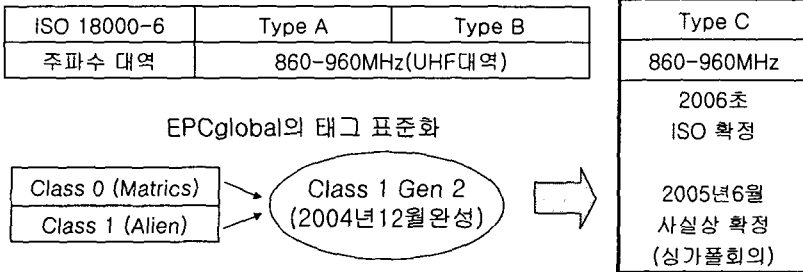 ISO 18000-6 Type A Type B
주파수 대역 860-960MHz(UHF대역)
EPCglobal의 태그 표준화
Class 0 (Matrics)
Class 1 (Alien)
Class 1 Gen 2
(2004년12월완성)
Type C
860-960MHz
2006초
ISO 확정
2005년6월
사실상 확정
(싱가폴회의)